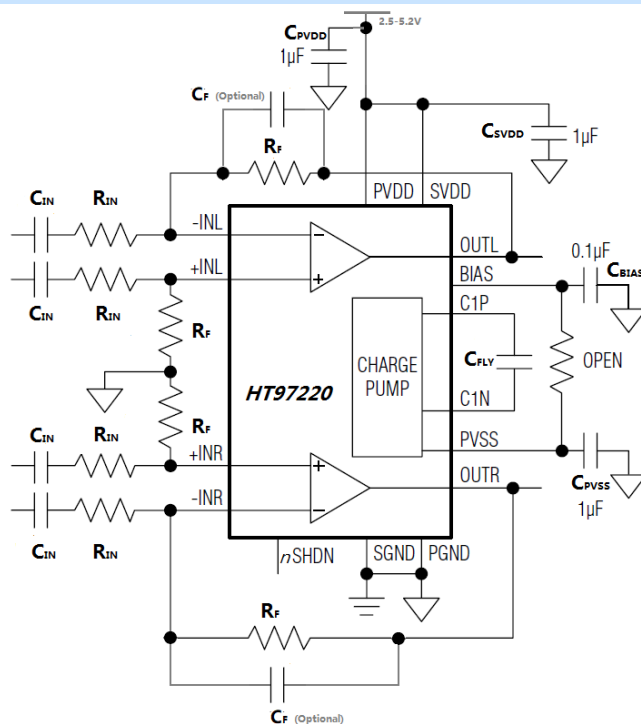 2.5-5.2V
CPVDD
1µF
CF (Optional)
CSVDD
1µF
RF
PVDD SVDD
CIN RIN
-INL
OUTL
0.1µF
BIAS
CBIAS
+INL
C1P
CIN RIN
RF
CHARGE
PUMP
CFLY
OPEN
HT97220
C1N
RF
CIN RIN
PVSS
+INR
OUTR
CPVSS
1µF
-INR
CIN RIN
nSHDN
SGND PGND
RF
CF (Optional)